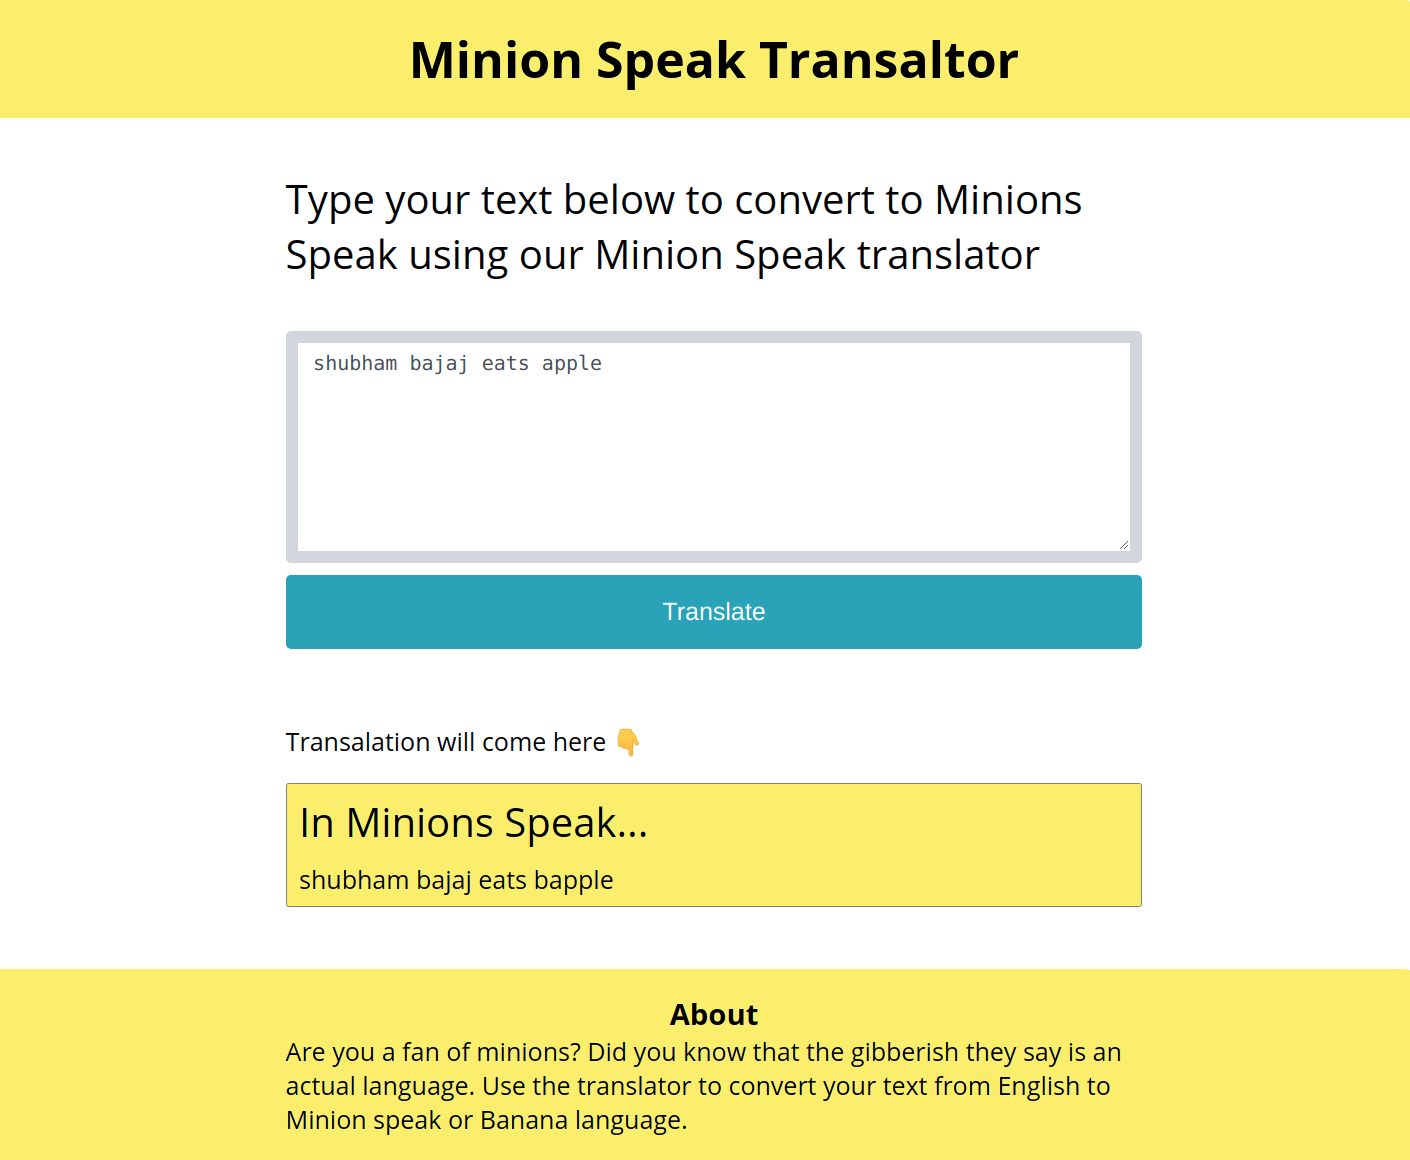 Minion Speak Transaltor
Type your text below to convert to Minions
Speak using our Minion Speak translator
shubham bajaj eats apple
Translate
Transalation will come here 👇
In Minions Speak...
shubham bajaj eats bapple
About
Are you a fan of minions? Did you know that the gibberish they say is an
actual language. Use the translator to convert your text from English to
Minion speak or Banana language.